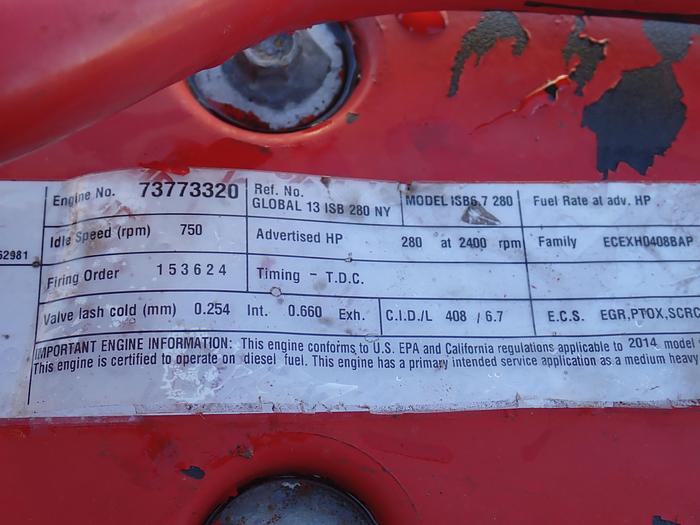 Engine No. 73773320
Ref. No.
GLOBAL 13 ISB 280 NY
MODEL ISB6.7 280
Fuel Rate at adv. HP
62981
Idle Speed (rpm) 750
Advertised HP 280 at 2400 rpm
Family ECEXH0408BAP
Firing Order 153624
Timing - T.D.C.
Valve lash cold (mm) 0.254 Int. 0.660 Exh.
C.I.D./L 408 / 6.7
E.C.S. EGR,PTOX,SCRC
IMPORTANT ENGINE INFORMATION: This engine conforms to U.S. EPA and California regulations applicable to 2014 model
This engine is certified to operate on diesel fuel. This engine has a primary intended service application as a medium heavy